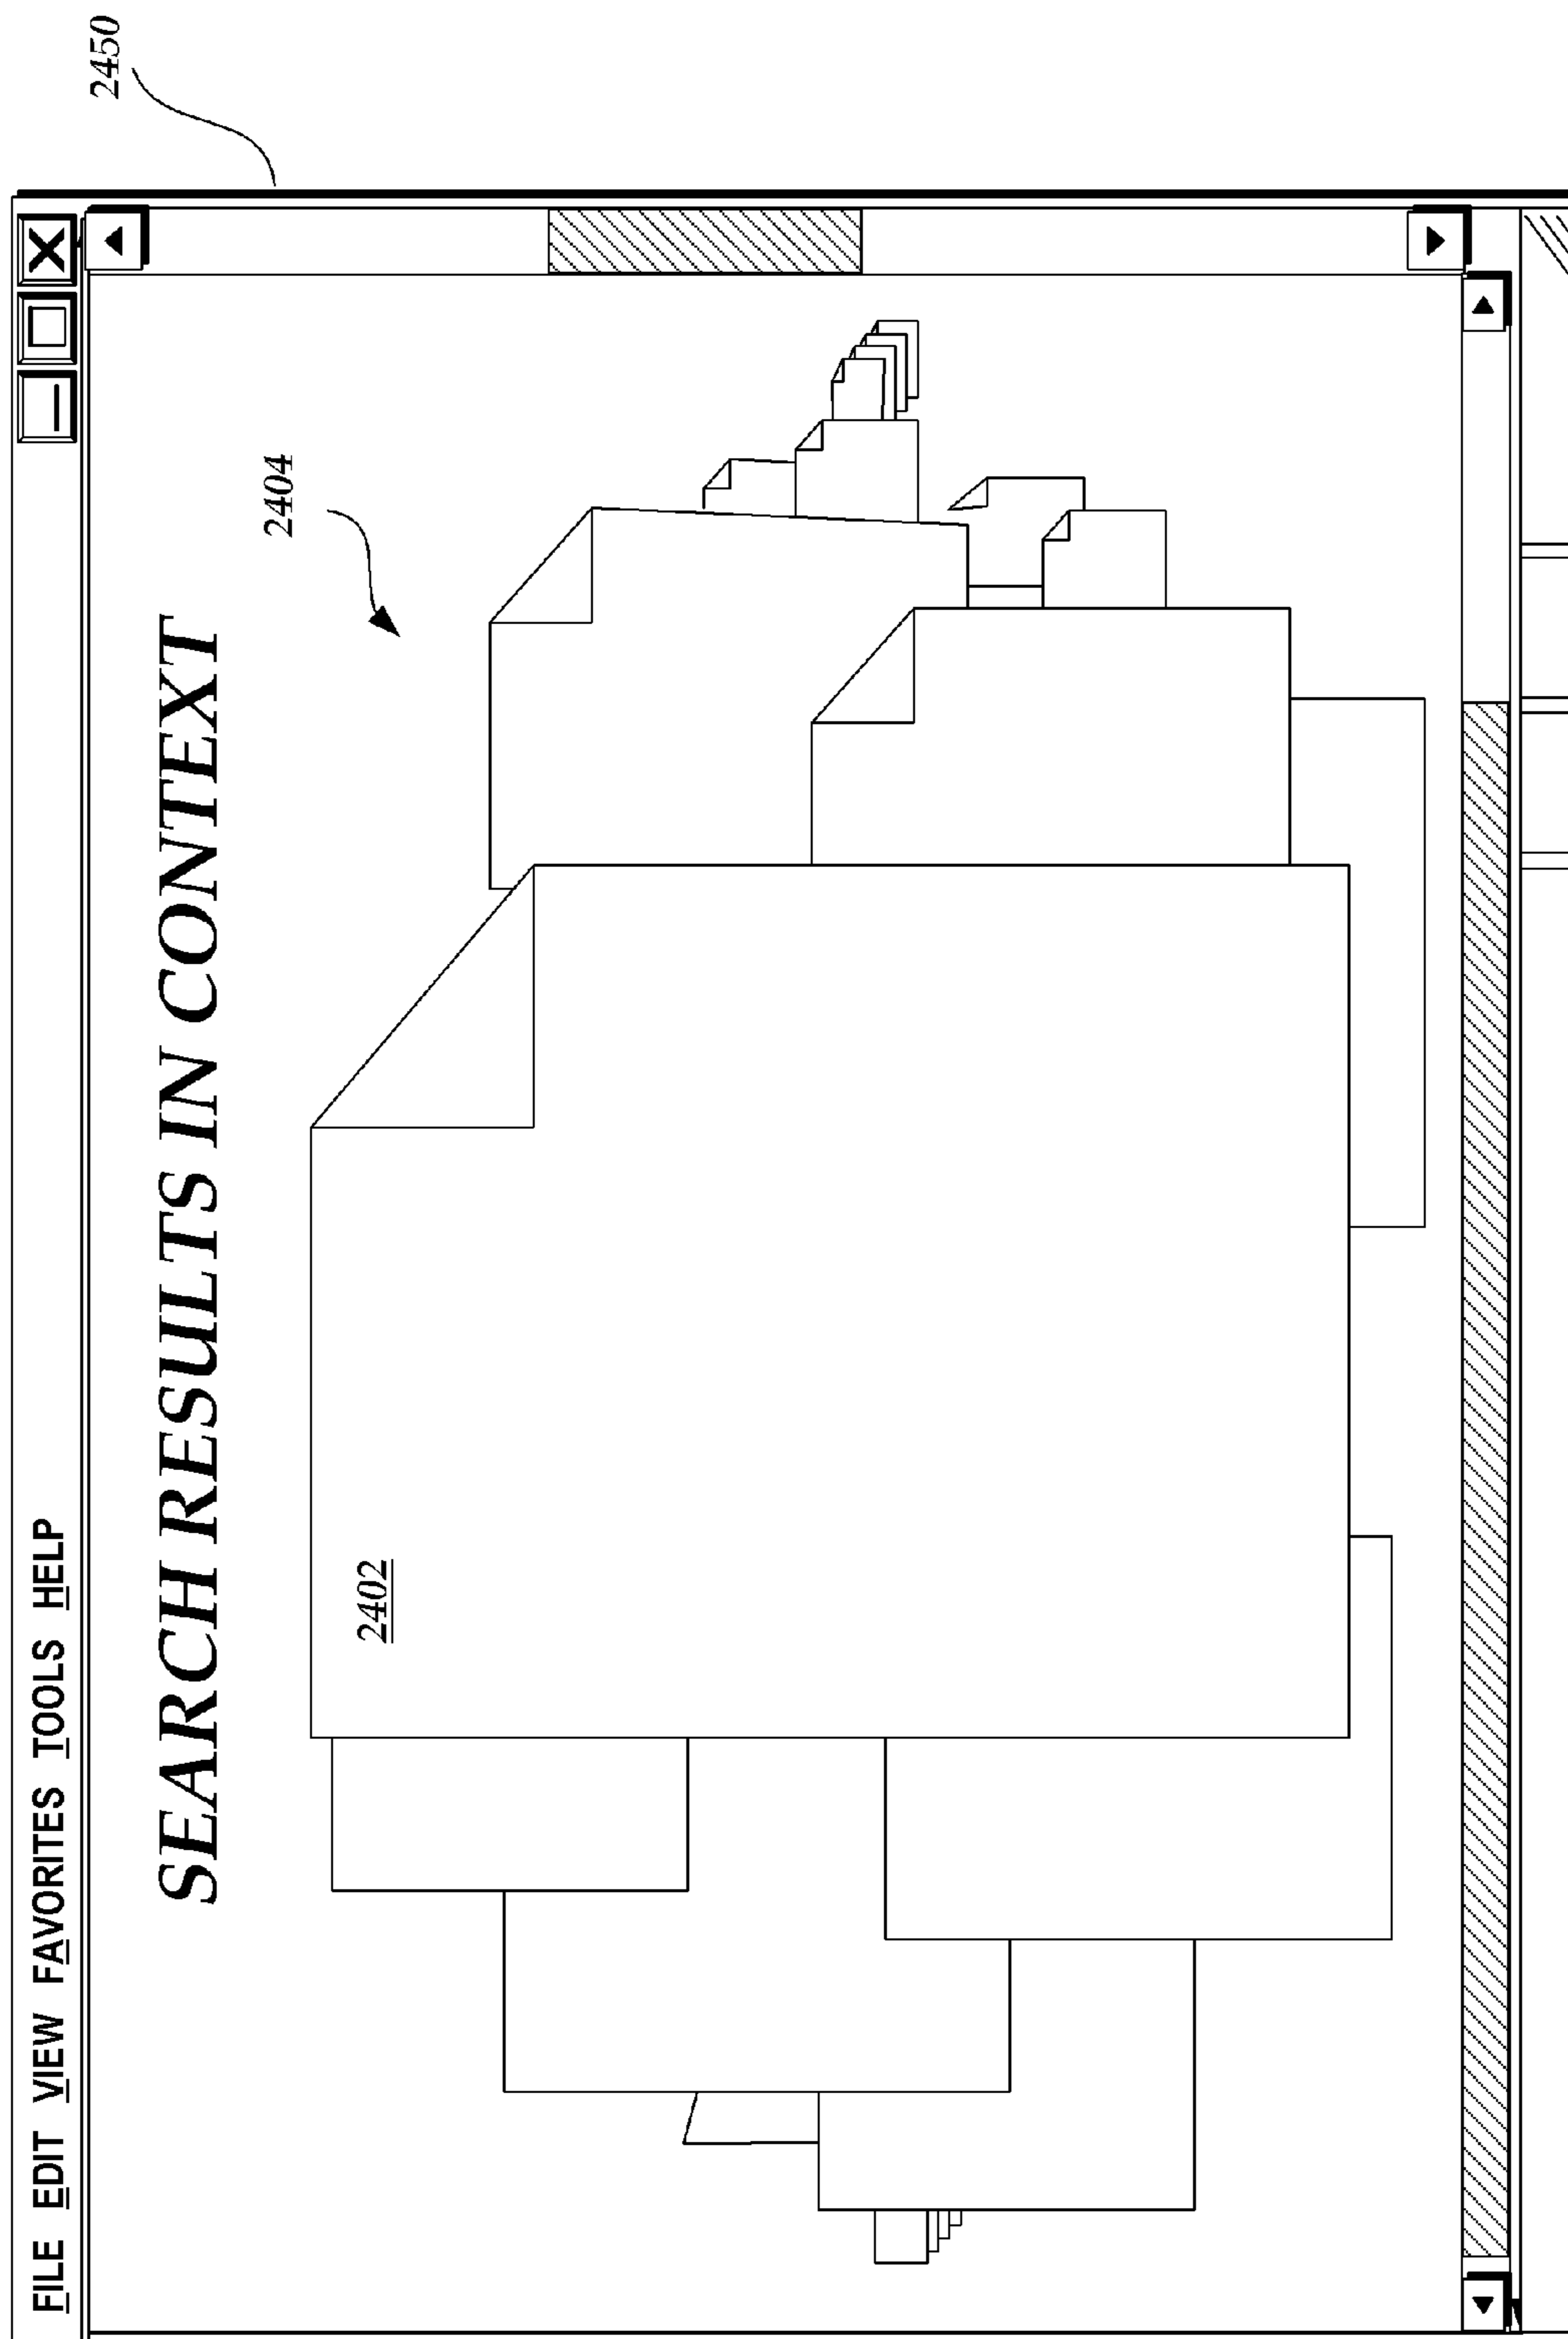 2450
FILE EDIT VIEW FAVORITES TOOLS HELP
SEARCH RESULTS IN CONTEXT
2404
2402